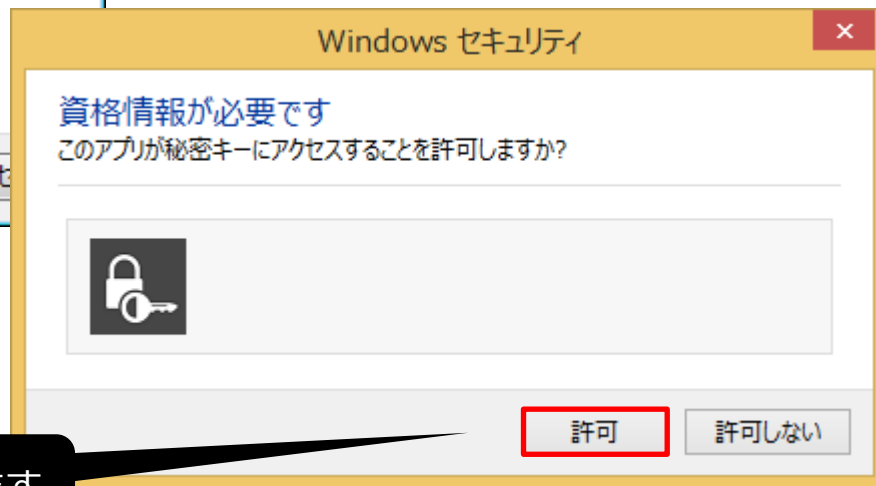 Windows セキュリティ
資格情報が必要です
このアプリが秘密キーにアクセスすることを許可しますか?
許可
許可しない